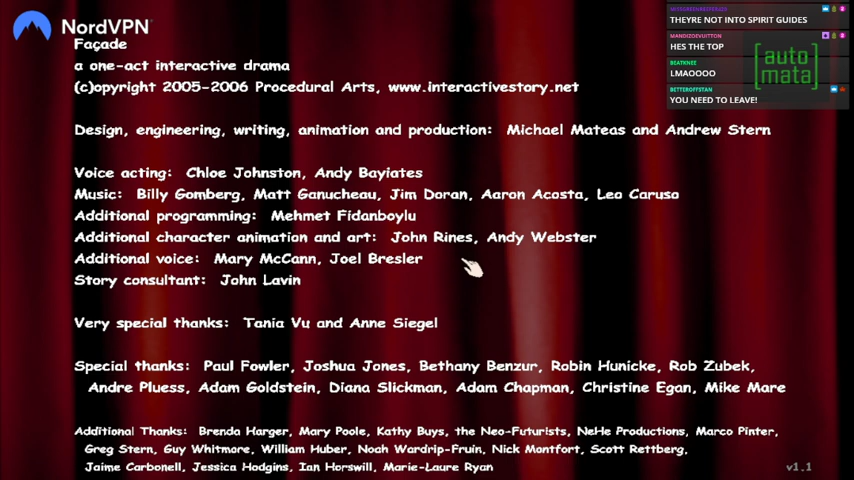 NordVPN
Façade
a one-act interactive drama
(c)opyright 2005-2006 Procedural Arts, www.interactivestory.net
Design, engineering, writing, animation and production: Michael Mateas and Andrew Stern
Voice acting: Chloe Johnston, Andy Bayiates
Music: Billy Gomberg, Matt Ganucheau, Jim Doran, Aaron Acosta, Leo Caruso
Additional programming: Mehmet Fidanboylu
Additional character animation and art: John Rines, Andy Webster
Additional voice: Mary McCann, Joel Bresler
Story consultant: John Lavin
Very special thanks: Tania Vu and Anne Siegel
Special thanks: Paul Fowler, Joshua Jones, Bethany Benzur, Robin Hunicke, Rob Zubek,
Andre Pluess, Adam Goldstein, Diana Slickman, Adam Chapman, Christine Egan, Mike Mare
Additional Thanks: Brenda Harger, Mary Poole, Kathy Buys, the Neo-Futurists, NeHe Productions, Marco Pinter,
Greg Stern, Guy Whitmore, William Huber, Noah Wardrip-Fruin, Nick Montfort, Scott Rettberg,
Jaime Carbonell, Jessica Hodgins, Ian Horswill, Marie-Laure Ryan
v1.1
THEYRE NOT INTO SPIRIT GUIDES
MANDIZDEVUITTON
HES THE TOP
BEATKNEE
LMAOOOO
BETTEROFFSTAN
YOU NEED TO LEAVE!
[auto
mata]